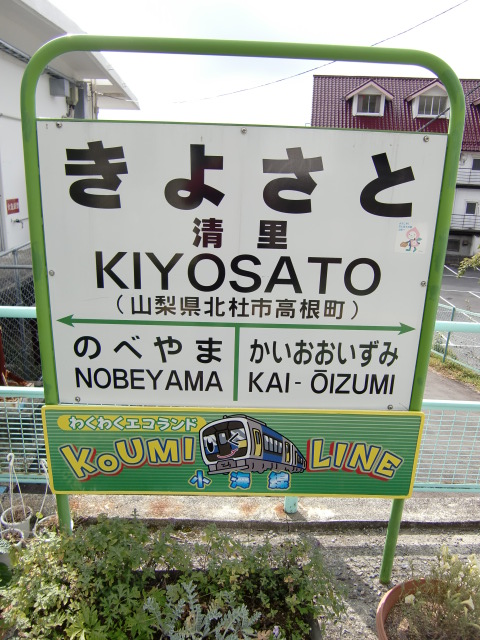 きよさと
清里
KIYOSATO
(山梨県北杜市高根町)
のべやま かいおおいずみ
NOBEYAMA KAI-ŌIZUMI
わくわくエコランド
KOUMI LINE
小海線